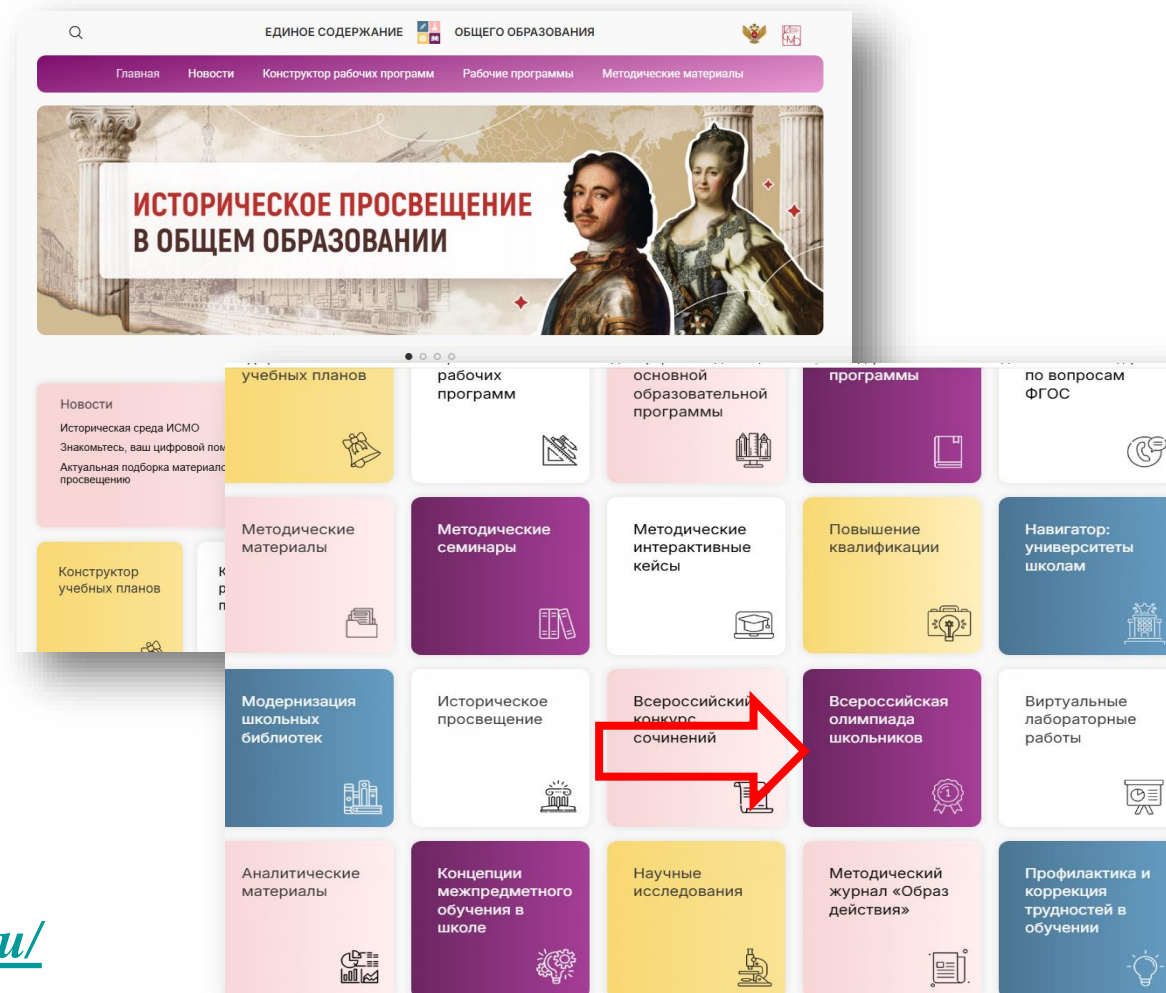 ЕДИНОЕ СОДЕРЖАНИЕ ОБЩЕГО ОБРАЗОВАНИЯ
Главная Новости Конструктор рабочих программ Рабочие программы Методические материалы
ИСТОРИЧЕСКОЕ ПРОСВЕЩЕНИЕ
В ОБЩЕМ ОБРАЗОВАНИИ
Новости
Историческая среда ИСМО
Знакомьтесь, ваш цифровой
Актуальная подборка
просвещению
Конструктор
учебных планов
учебных планов
рабочих
программ
основной
образовательной
программы
программы
по вопросам
ФГОС
Методические
материалы
Методические
семинары
Методические
интерактивные
кейсы
Повышение
квалификации
Навигатор:
университеты
школам
Модернизация
школьных
библиотек
Историческое
просвещение
Всероссийский
конкурс
сочинений
Всероссийская
олимпиада
школьников
Виртуальные
лабораторные
работы
Аналитические
материалы
Концепции
межпредметного
обучения в
школе
Научные
исследования
Методический
журнал «Образ
действия»
Профилактика и
коррекция
трудностей в
обучении
u/